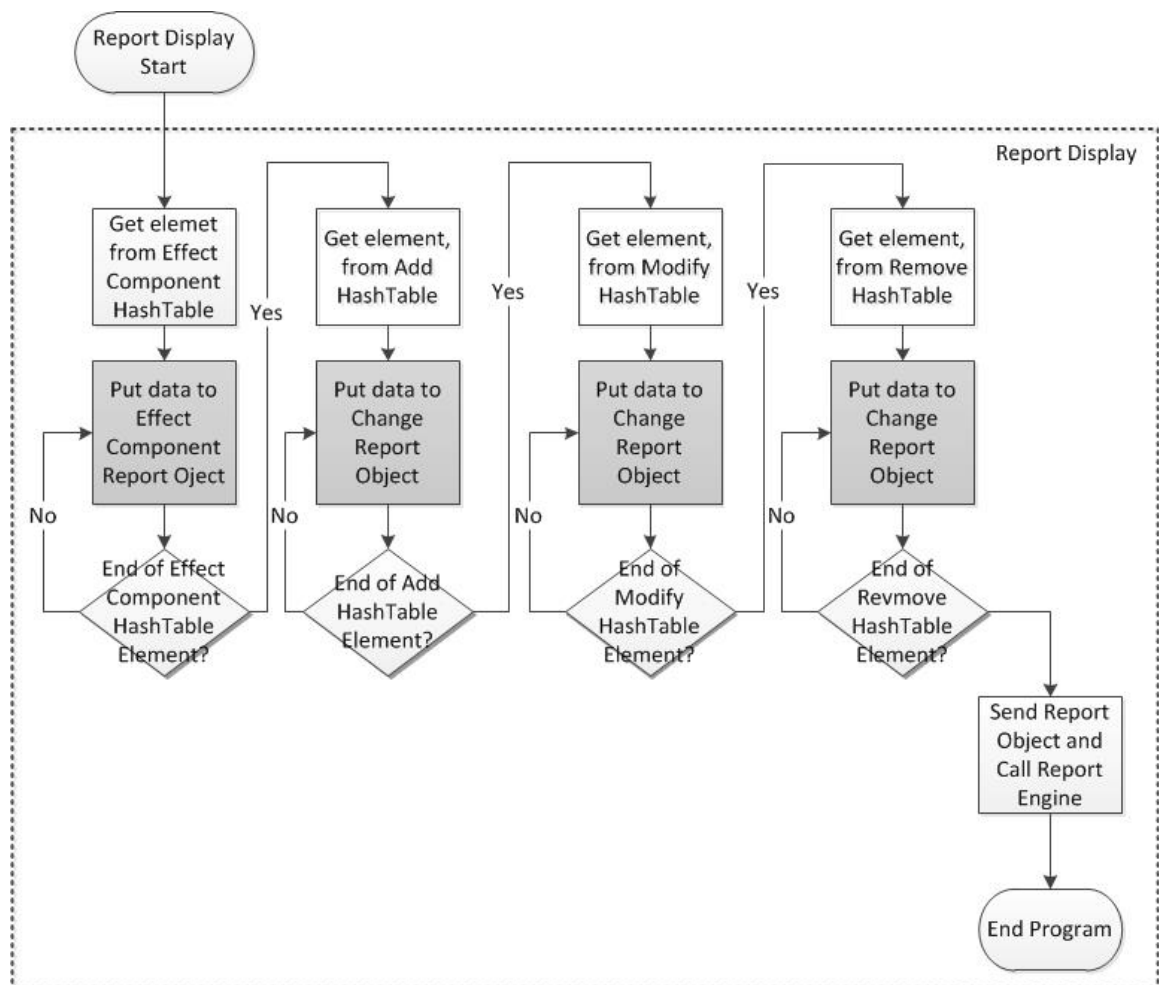 Report Display
Start
Report Display
Get elemet
from Effect
Component
HashTable
Put data to
Effect
Component
Report Oject
No
End of Effect
Component
HashTable
Element?
Yes
Get element,
from Add
HashTable
Put data to
Change
Report
Object
No
End of Add
HashTable
Element?
Yes
Get element,
from Modify
HashTable
Put data to
Change
Report
Object
No
End of
Modify
HashTable
Element?
Yes
Get element,
from Remove
HashTable
Put data to
Change
Report
Object
No
End of
Revmove
HashTable
Element?
Send Report
Object and
Call Report
Engine
End Program